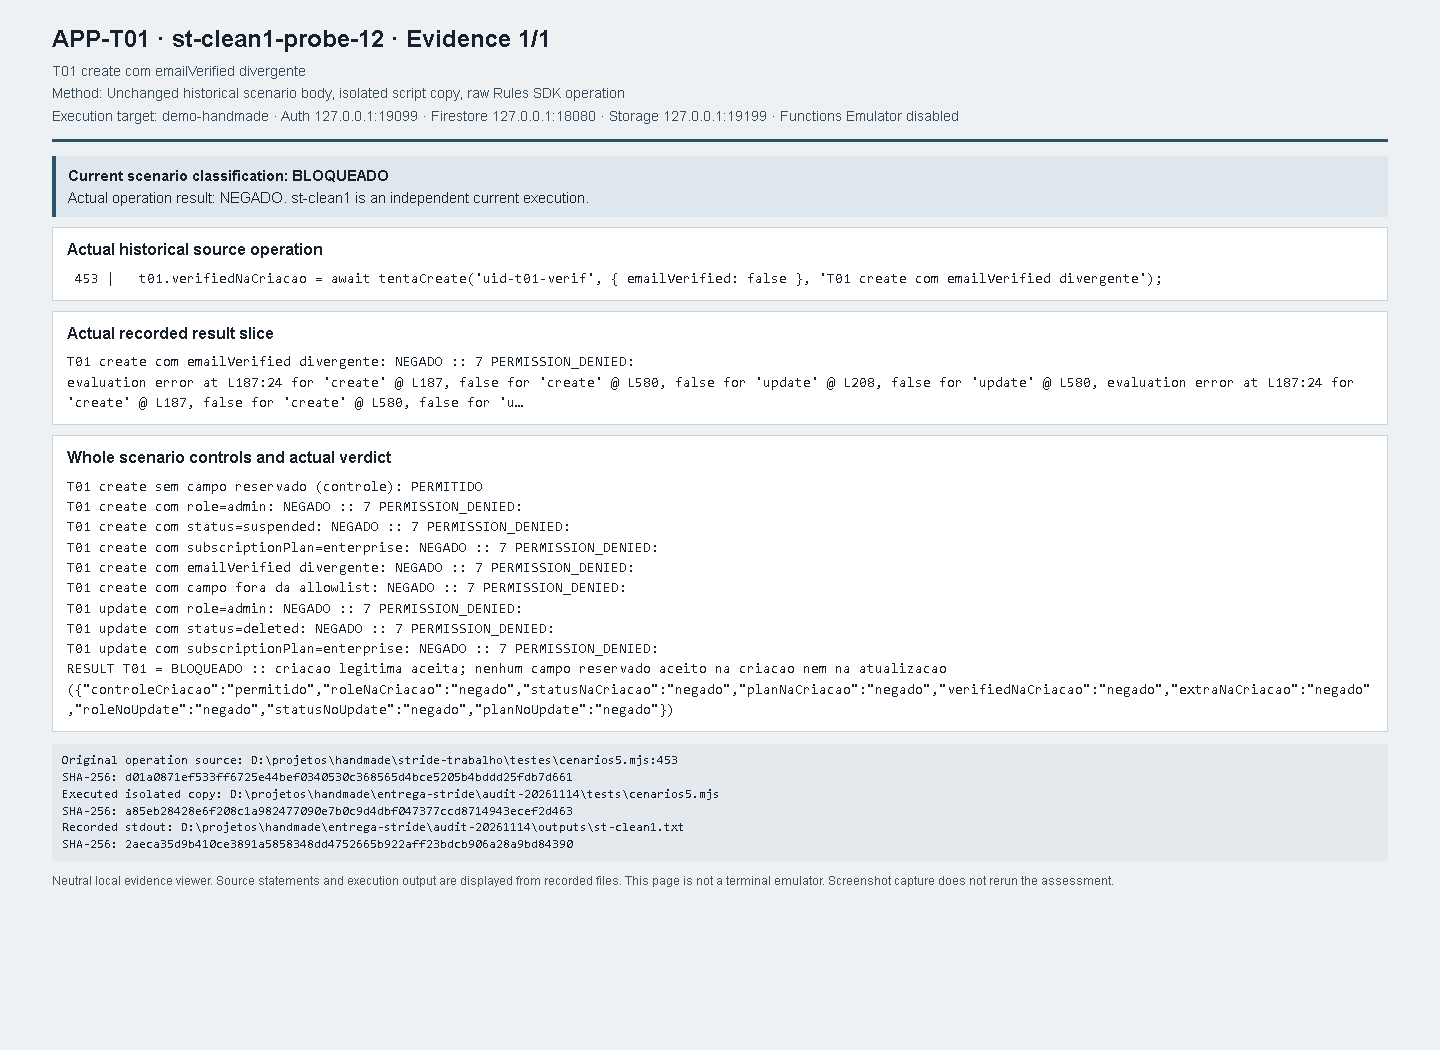 APP-T01 · st-clean1-probe-12 · Evidence 1/1
T01 create com emailVerified divergente
Method: Unchanged historical scenario body, isolated script copy, raw Rules SDK operation
Execution target: demo-handmade · Auth 127.0.0.1:19099 · Firestore 127.0.0.1:18080 · Storage 127.0.0.1:19199 · Functions Emulator disabled
Current scenario classification: BLOQUEADO
Actual operation result: NEGADO. st-clean1 is an independent current execution.
Actual historical source operation
453 |   t01.verifiedNaCriacao = await tentaCreate('uid-t01-verif', { emailVerified: false }, 'T01 create com emailVerified divergente');
Actual recorded result slice
T01 create com emailVerified divergente: NEGADO :: 7 PERMISSION_DENIED:
evaluation error at L187:24 for 'create' @ L187, false for 'create' @ L580, false for 'update' @ L208, false for 'update' @ L580, evaluation error at L187:24 for
'create' @ L187, false for 'create' @ L580, false for 'u…
Whole scenario controls and actual verdict
T01 create sem campo reservado (controle): PERMITIDO
T01 create com role=admin: NEGADO :: 7 PERMISSION_DENIED:
T01 create com status=suspended: NEGADO :: 7 PERMISSION_DENIED:
T01 create com subscriptionPlan=enterprise: NEGADO :: 7 PERMISSION_DENIED:
T01 create com emailVerified divergente: NEGADO :: 7 PERMISSION_DENIED:
T01 create com campo fora da allowlist: NEGADO :: 7 PERMISSION_DENIED:
T01 update com role=admin: NEGADO :: 7 PERMISSION_DENIED:
T01 update com status=deleted: NEGADO :: 7 PERMISSION_DENIED:
T01 update com subscriptionPlan=enterprise: NEGADO :: 7 PERMISSION_DENIED:
RESULT T01 = BLOQUEADO :: criacao legitima aceita; nenhum campo reservado aceito na criacao nem na atualizacao
({"controleCriacao":"permitido","roleNaCriacao":"negado","statusNaCriacao":"negado","planNaCriacao":"negado","verifiedNaCriacao":"negado","extraNaCriacao":"negado"
,"roleNoUpdate":"negado","statusNoUpdate":"negado","planNoUpdate":"negado"})
Original operation source: D:\projetos\handmade\stride-trabalho\testes\cenarios5.mjs:453
SHA-256: d01a0871ef533ff6725e44bef0340530c368565d4bce5205b4bddd25fdb7d661
Executed isolated copy: D:\projetos\handmade\entrega-stride\audit-20261114\tests\cenarios5.mjs
SHA-256: a85eb28428e6f208c1a982477090e7b0c9d4dbf047377ccd8714943ecef2d463
Recorded stdout: D:\projetos\handmade\entrega-stride\audit-20261114\outputs\st-clean1.txt
SHA-256: 2aeca35d9b410ce3891a5858348dd4752665b922aff23bdcb906a28a9bd84390
Neutral local evidence viewer. Source statements and execution output are displayed from recorded files. This page is not a terminal emulator. Screenshot capture does not rerun the assessment.